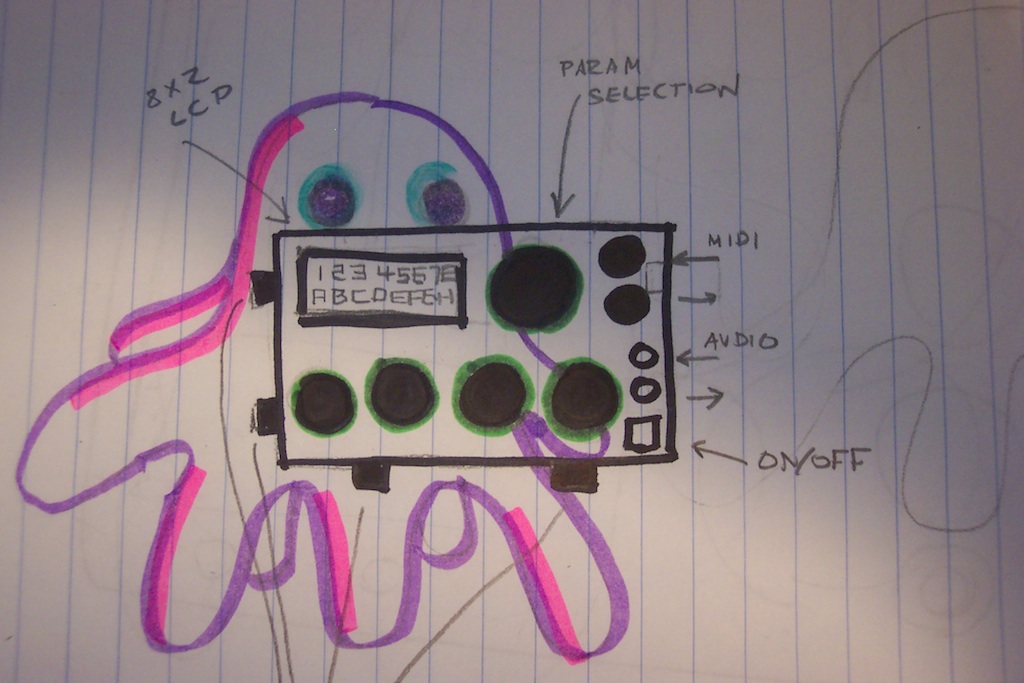 8x2
LCD
PARAM
SELECTION
12345678
ABCDEFGH
MIDI
AUDIO
ON/OFF